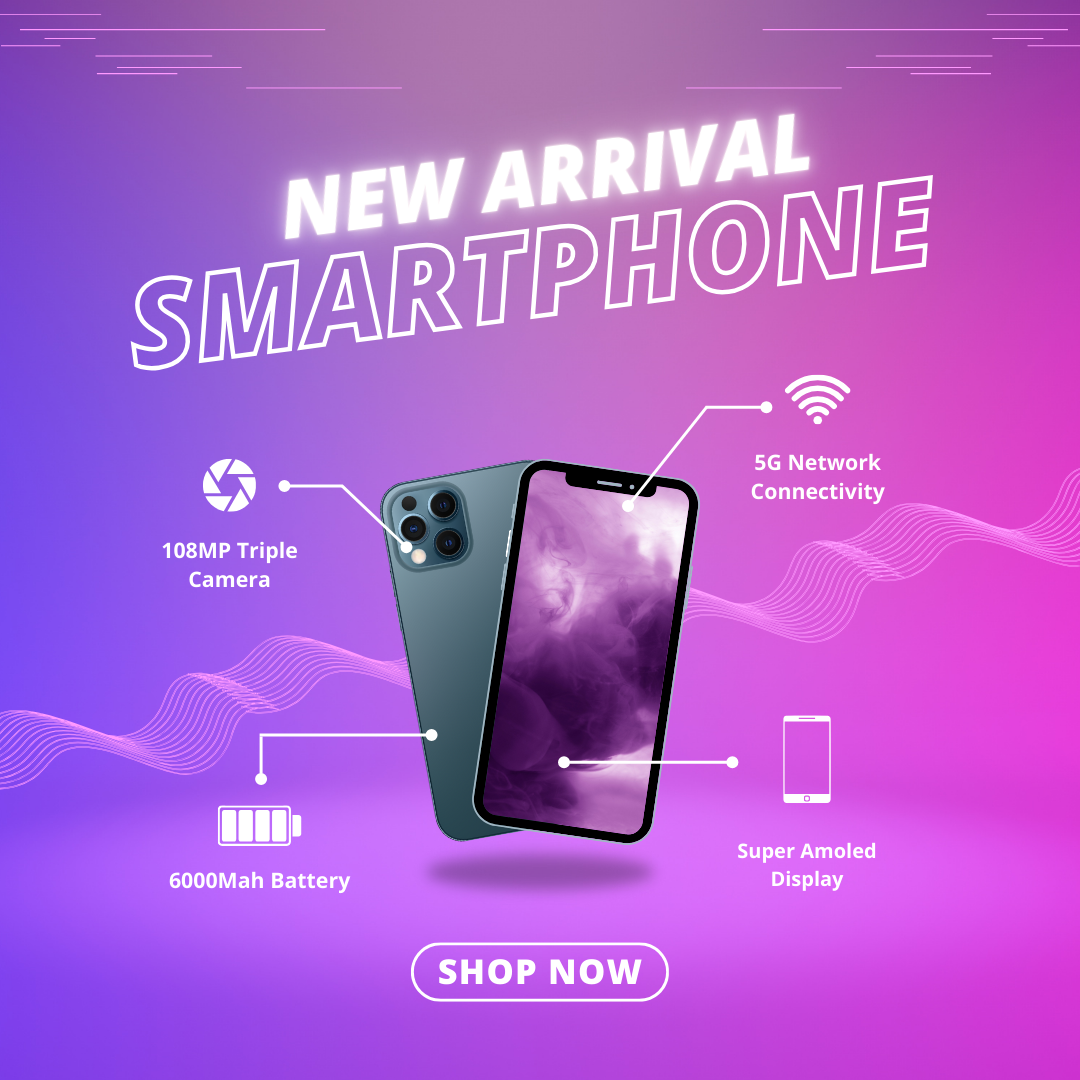 NEW ARRIVAL
SMARTPHONE
5G Network
Connectivity
108MP Triple
Camera
6000Mah Battery
Super Amoled
Display
SHOP NOW